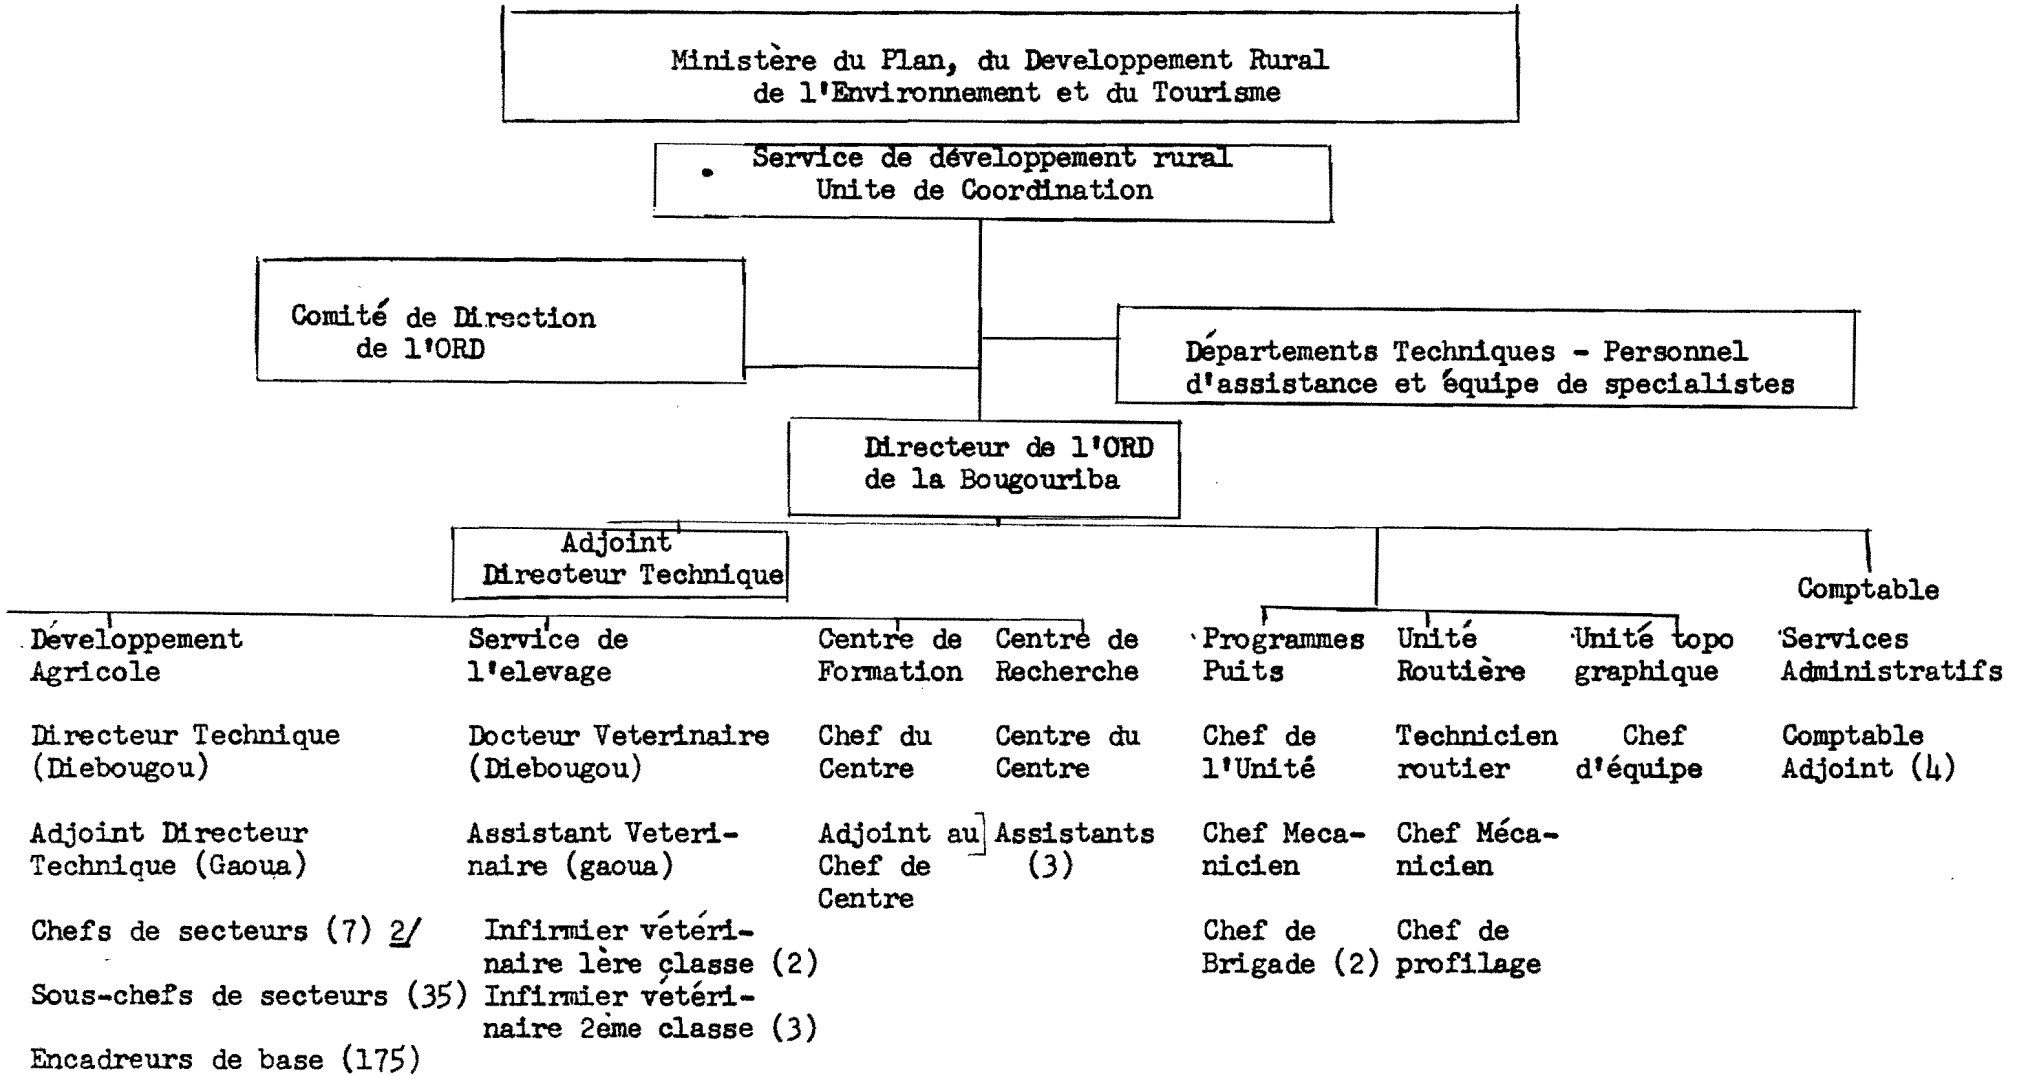 Ministère du Plan, du Developpement Rural
de l'Environnement et du Tourisme
Service de développement rural
Unite de Coordination
Comité de Direction
de l'ORD
Départements Techniques - Personnel
d'assistance et équipe de specialistes
Directeur de l'ORD
de la Bougouriba
Adjoint
Directeur Technique
Comptable
Développement
Agricole
Directeur Technique
(Diebougou)
Adjoint Directeur
Technique (Gaoua)
Chefs de secteurs (7) 2/
Sous-chefs de secteurs (35)
Encadreurs de base (175)
Service de
l'elevage
Docteur Veterinaire
(Diebougou)
Assistant Veteri-
naire (gaoua)
Infirmier vétéri-
naire 1ère classe (2)
Infirmier vétéri-
naire 2ème classe (3)
Centre de
Formation
Chef du
Centre
Adjoint au
Chef de
Centre
Centre de
Recherche
Centre du
Centre
Assistants
(3)
Programmes
Puits
Chef de
l'Unité
Chef Meca-
nicien
Chef de
Brigade (2)
Unité
Routière
Technicien
routier
Chef Méca-
nicien
Chef de
profilage
Unité topo
graphique
Chef
d'équipe
Services
Administratifs
Comptable
Adjoint (4)